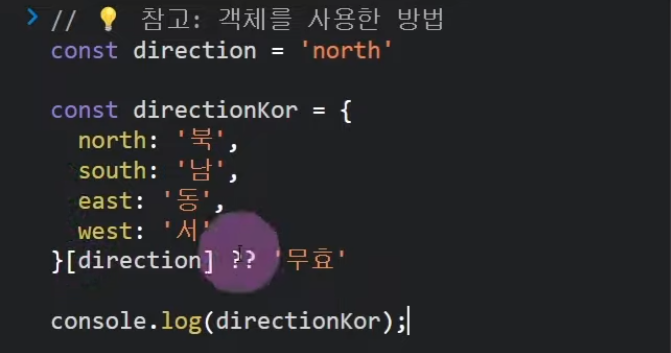 > // 💡 참고: 객체를 사용한 방법
const direction = 'north'
const directionKor = {
north: '북',
south: '남',
east: '동',
west: '서'
}[direction] ?? '무효'
console.log(directionKor);